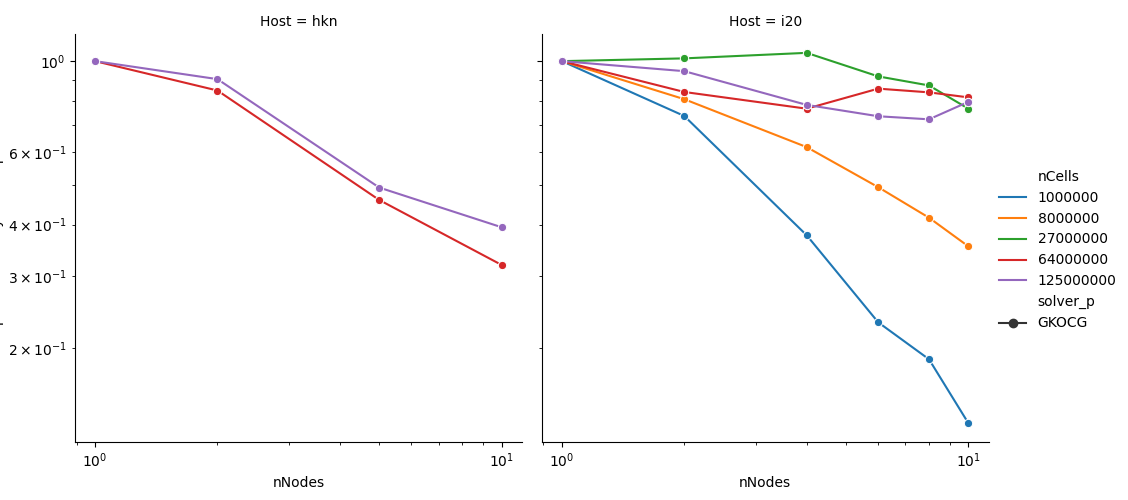 Host = hkn
Host = i20
10⁰
6 × 10⁻¹
4 × 10⁻¹
3 × 10⁻¹
2 × 10⁻¹
10⁰
10¹
10⁰
10¹
nNodes
nNodes
nCells
1000000
8000000
27000000
64000000
125000000
solver_p
GKOCG